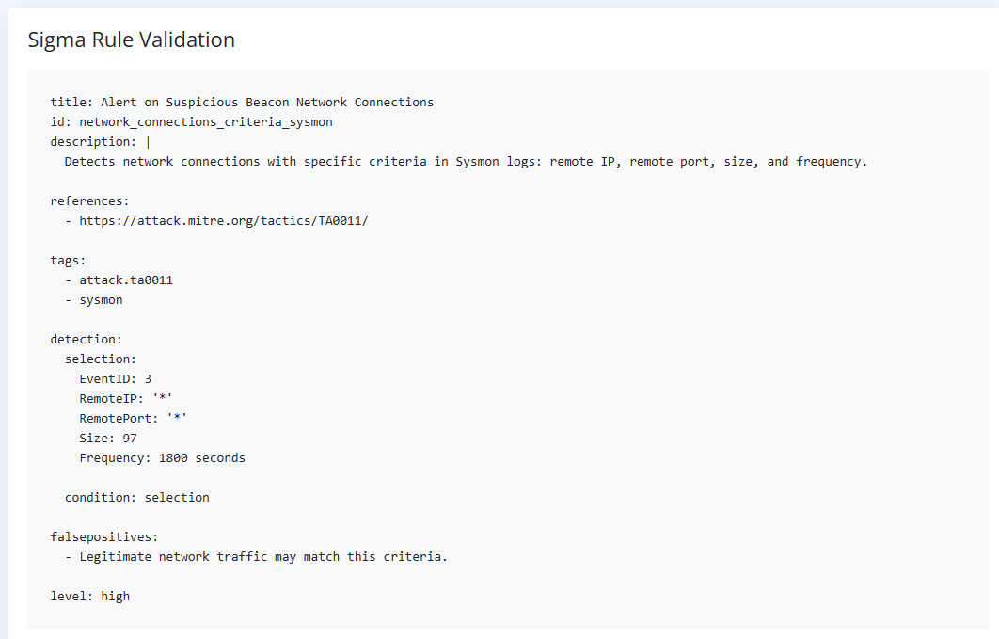 Sigma Rule Validation
title: Alert on Suspicious Beacon Network Connections
id: network_connections_criteria_sysmon
description: |
  Detects network connections with specific criteria in Sysmon logs: remote IP, remote port, size, and frequency.
references:
  - https://attack.mitre.org/tactics/TA0011/
tags:
  - attack.ta0011
  - sysmon
detection:
  selection:
    EventID: 3
    RemoteIP: '*'
    RemotePort: '*'
    Size: 97
    Frequency: 1800 seconds
  condition: selection
falsepositives:
  - Legitimate network traffic may match this criteria.
level: high